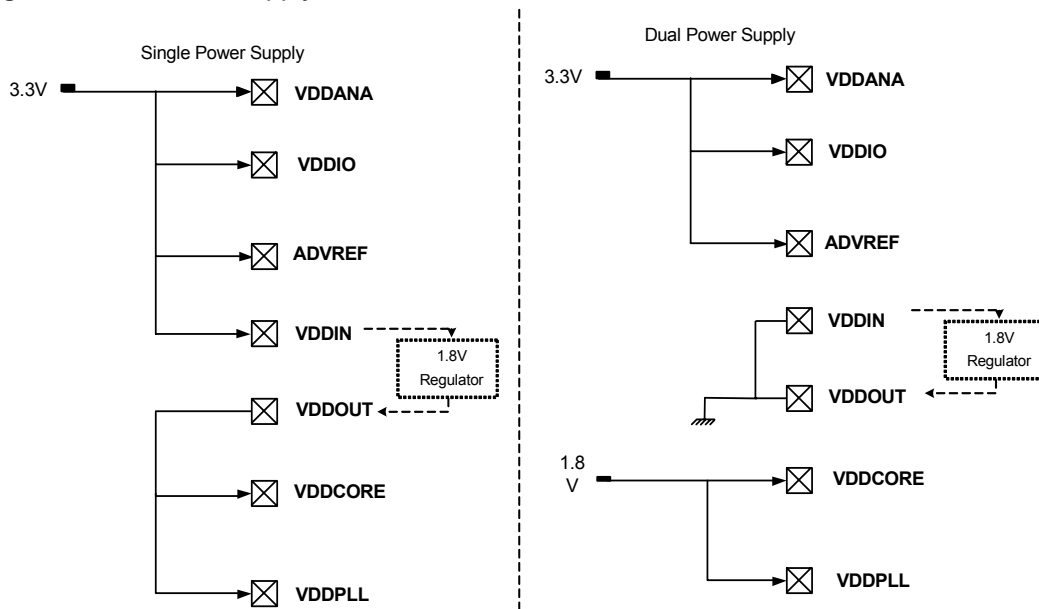 Single Power Supply
3.3V
VDDANA
VDDIO
ADVREF
VDDIN
1.8V
Regulator
VDDOUT
VDDCORE
VDDPLL
Dual Power Supply
3.3V
VDDANA
VDDIO
ADVREF
VDDIN
1.8V
Regulator
VDDOUT
1.8
V
VDDCORE
VDDPLL